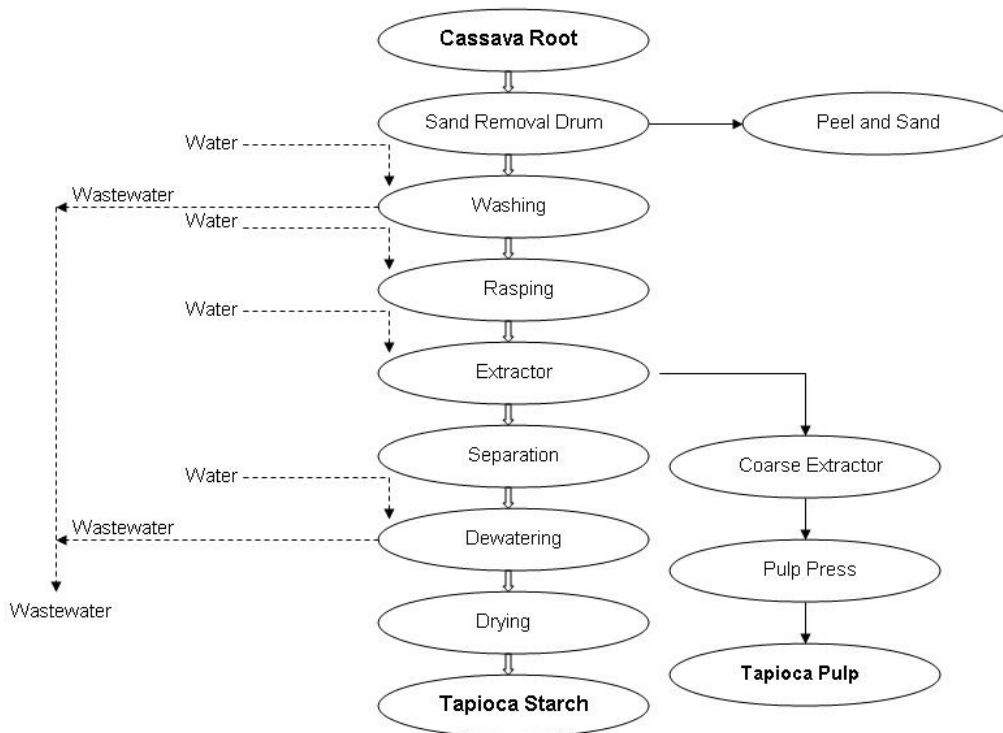 Cassava Root
Sand Removal Drum
Peel and Sand
Water
Wastewater
Washing
Water
Rasping
Water
Extractor
Separation
Coarse Extractor
Water
Wastewater
Dewatering
Pulp Press
Wastewater
Drying
Tapioca Pulp
Tapioca Starch